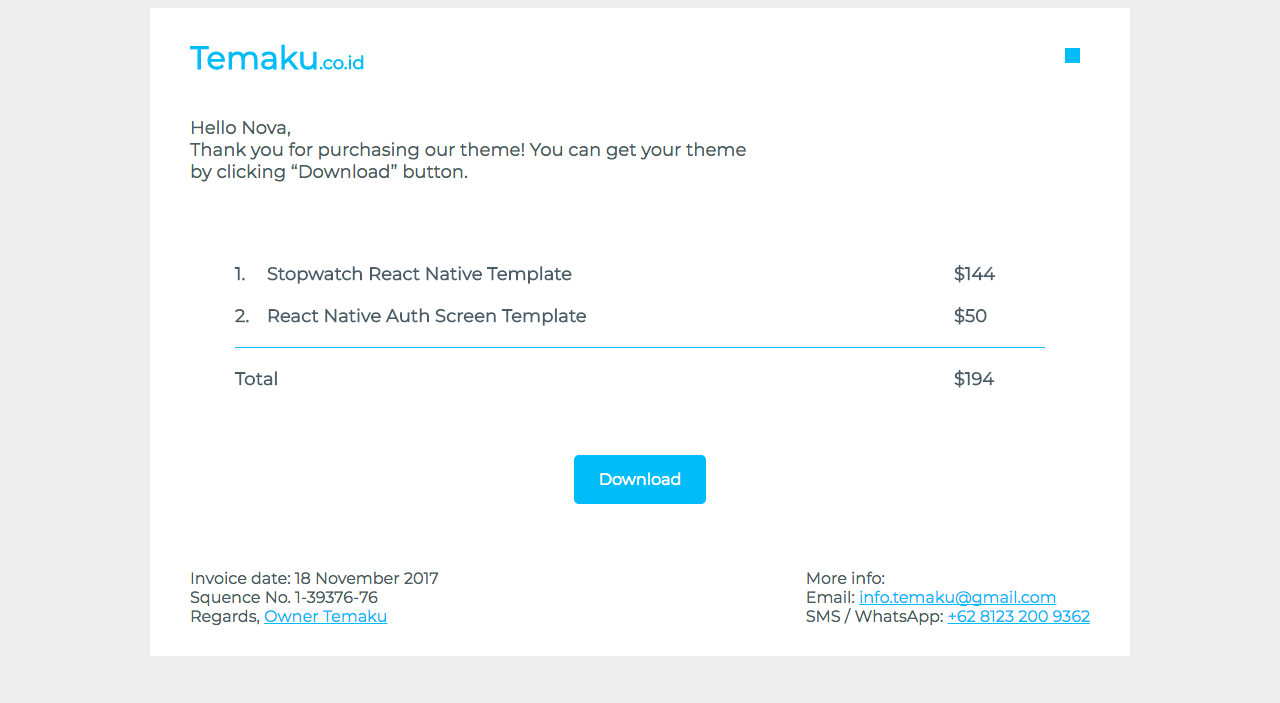 Temaku.co.id
Hello Nova,
Thank you for purchasing our theme! You can get your theme
by clicking “Download” button.
1. Stopwatch React Native Template $144
2. React Native Auth Screen Template $50
Total $194
Download
Invoice date: 18 November 2017
Squence No. 1-39376-76
Regards, Owner Temaku
More info:
Email: info.temaku@gmail.com
SMS / WhatsApp: +62 8123 200 9362